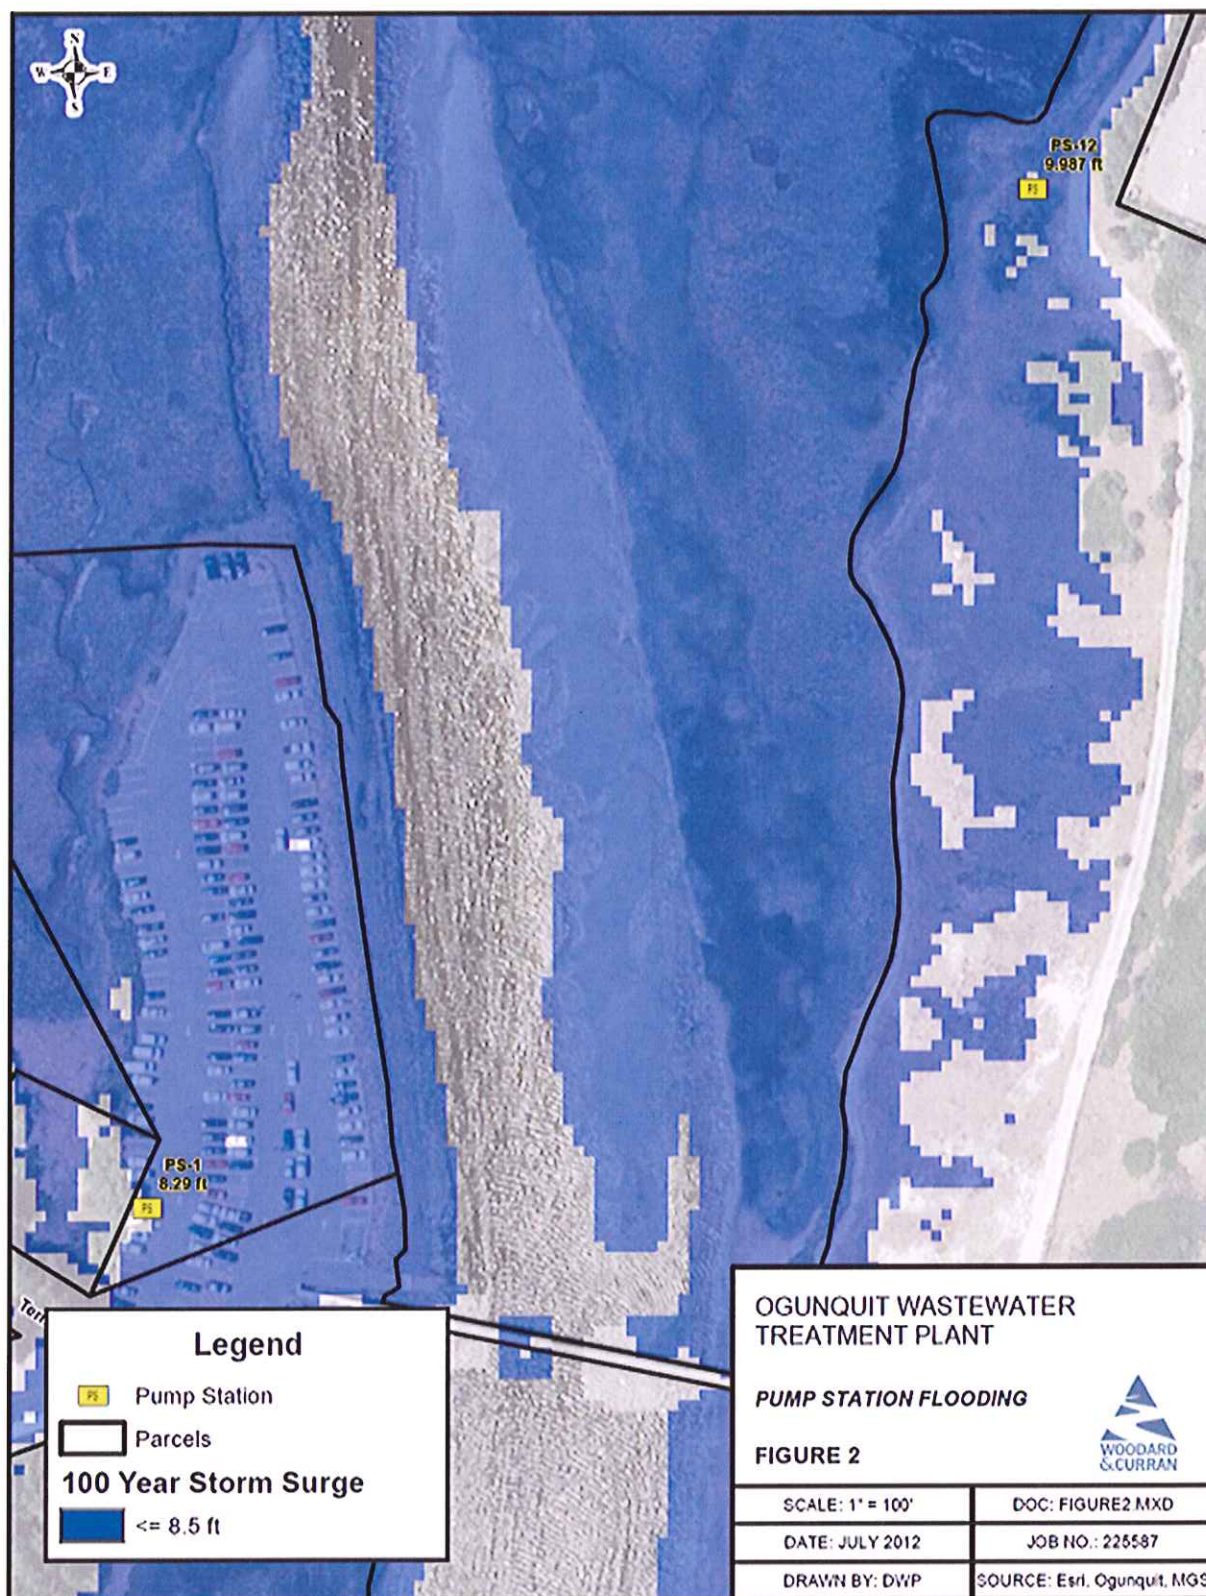 N
W E
S
PS-12
9.987 ft
PS
PS-1
8.29 ft
PS
Legend
PS Pump Station
Parcels
100 Year Storm Surge
<= 8.5 ft
OGUNQUIT WASTEWATER
TREATMENT PLANT
PUMP STATION FLOODING
FIGURE 2
WOODARD
&CURRAN
SCALE: 1" = 100'
DOC: FIGURE2.MXD
DATE: JULY 2012
JOB NO.: 225587
DRAWN BY: DWP
SOURCE: Esri, Ogunquit, MGS